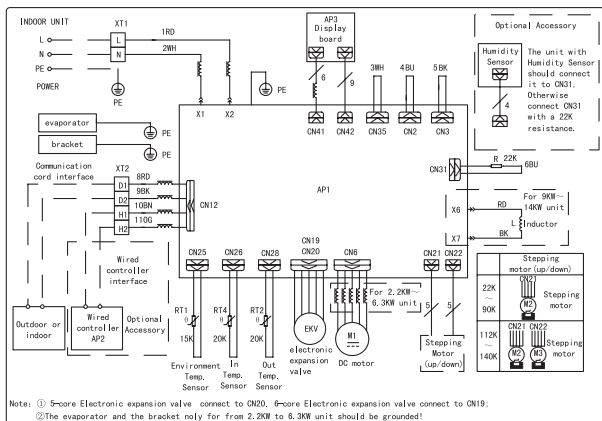 INDOOR UNIT
XT1
L
L
N
N
PE
PE
POWER
1RD
2WH
X1
X2
PE
AP3
Display
board
6
9
CN41
CN42
3WH
4BU
5BK
CN35
CN2
CN3
Optional Accessory
Humidity
Sensor
4
The unit with
Humidity Sensor
should connect
it to CN31,
Otherwise
connect CN31
with a 22K
resistance.
evaporator
PE
bracket
PE
Communication
cord interface
XT2
D1
D2
H1
H2
8RD
9BK
10BN
11OG
CN12
AP1
CN31
R 22K
6BU
X6
X7
RD
BK
L
Inductor
For 9KW~
14KW unit
Wired
controller
interface
Outdoor or
indoor
Wired
controller
AP2
Optional
Accessory
CN25
CN26
CN28
CN19
CN20
CN6
CN21
CN22
RT1
θ
15K
RT4
θ
20K
RT2
θ
20K
Environment
Temp.
Sensor
In
Temp.
Sensor
Out
Temp.
Sensor
EKV
electronic
expansion
valve
M1
DC motor
For 2.2KW~
6.3KW unit
5
5
Stepping
Motor
(up/down)
Stepping
motor(up/down)
22K
~
90K
CN21
M2
Stepping
motor
112K
~
140K
CN21 CN22
M2
M3
Stepping
motor
Note: ① 5-core Electronic expansion valve connect to CN20, 6-core Electronic expansion valve connect to CN19;
②The evaporator and the bracket noly for from 2.2KW to 6.3KW unit should be grounded!